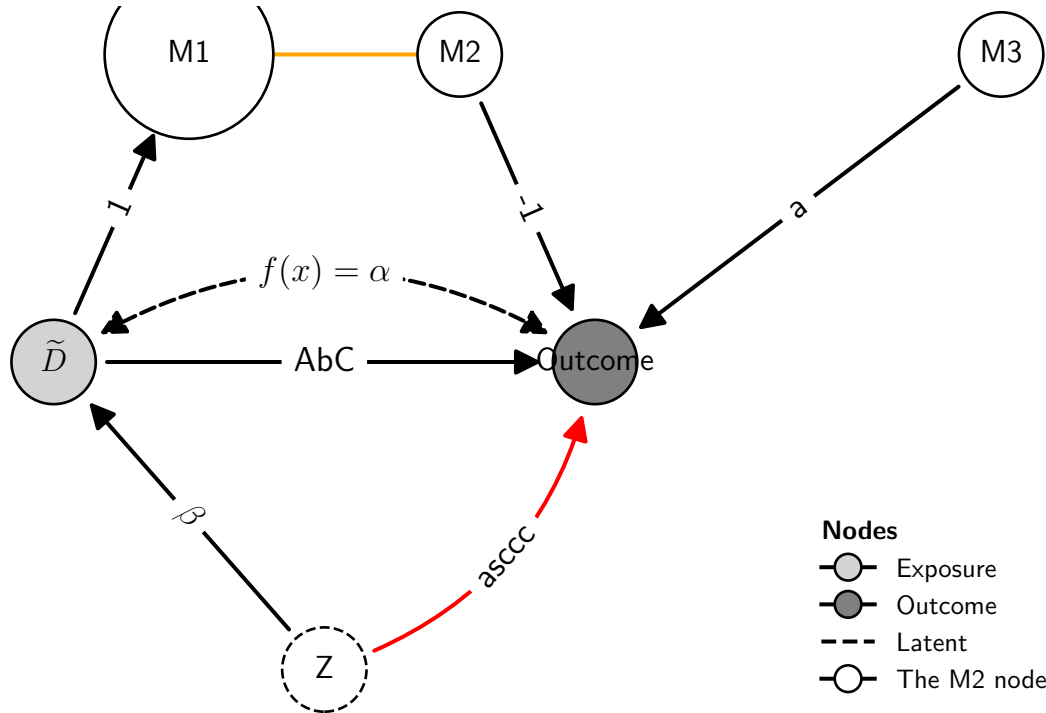 M1
M2
M3
1
-1
a
f(x) = α
D̃
AbC
Outcome
β
asccc
Z
Nodes
Exposure
Outcome
Latent
The M2 node